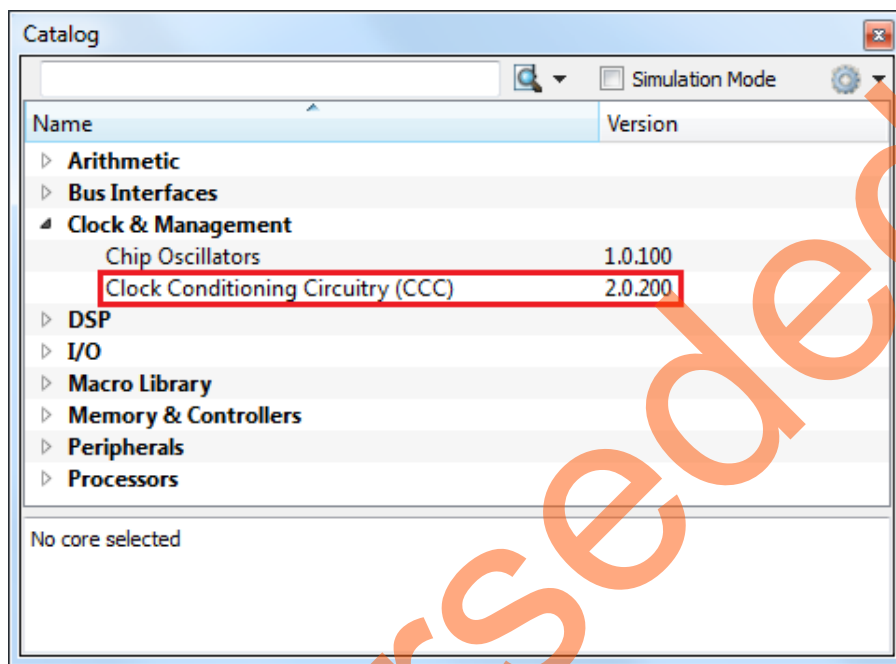 Catalog
Simulation Mode
Name Version
Arithmetic
Bus Interfaces
Clock & Management
Chip Oscillators 1.0.100
Clock Conditioning Circuitry (CCC) 2.0.200
DSP
I/O
Macro Library
Memory & Controllers
Peripherals
Processors
No core selected